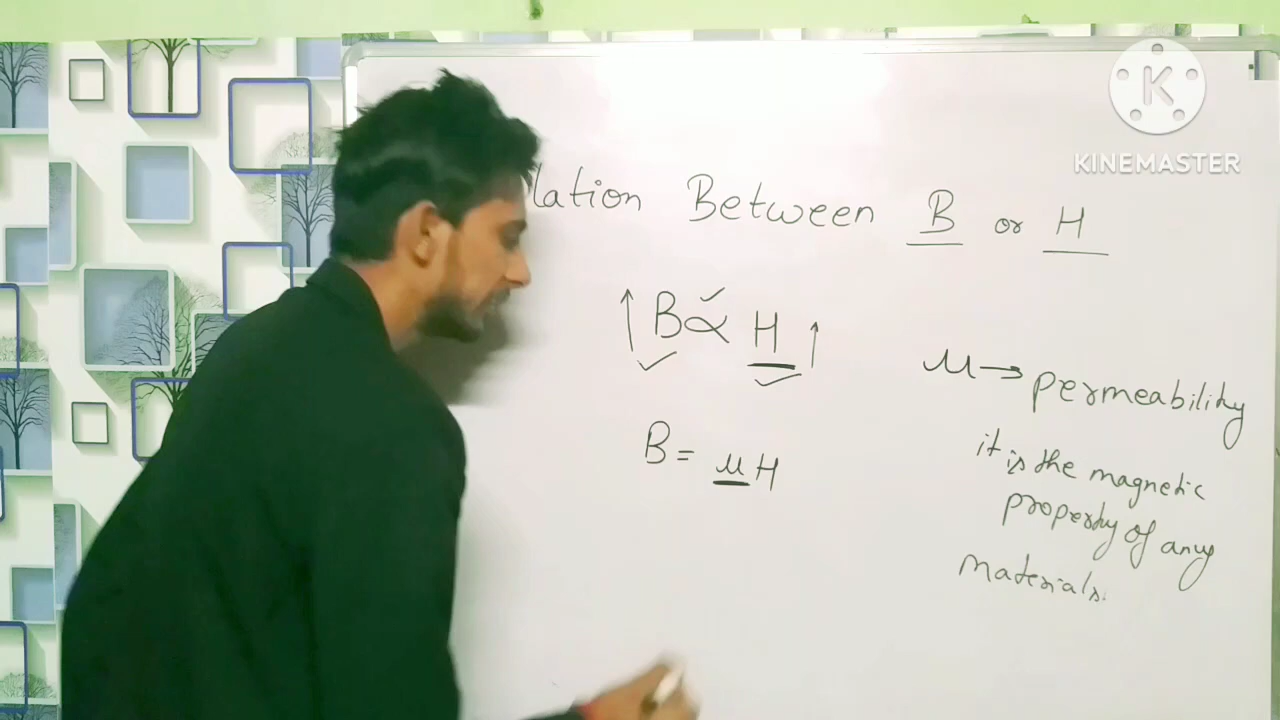 KINEMASTER
lation Between B or H
↑ B ∝ H ↑
μ → permeability
B = μH
it is the magnetic
property of any
materials.